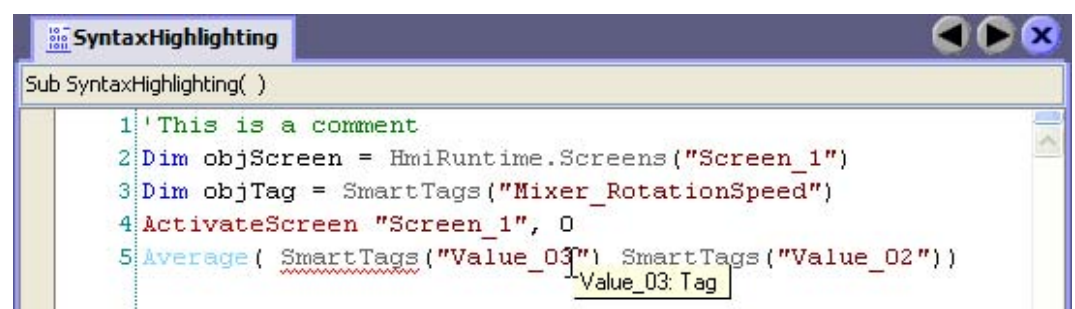 SyntaxHighlighting
Sub SyntaxHighlighting( )
1 'This is a comment
2 Dim objScreen = HmiRuntime.Screens("Screen_1")
3 Dim objTag = SmartTags("Mixer_RotationSpeed")
4 ActivateScreen "Screen_1", 0
5 Average( SmartTags("Value_03") SmartTags("Value_02"))
Value_03: Tag